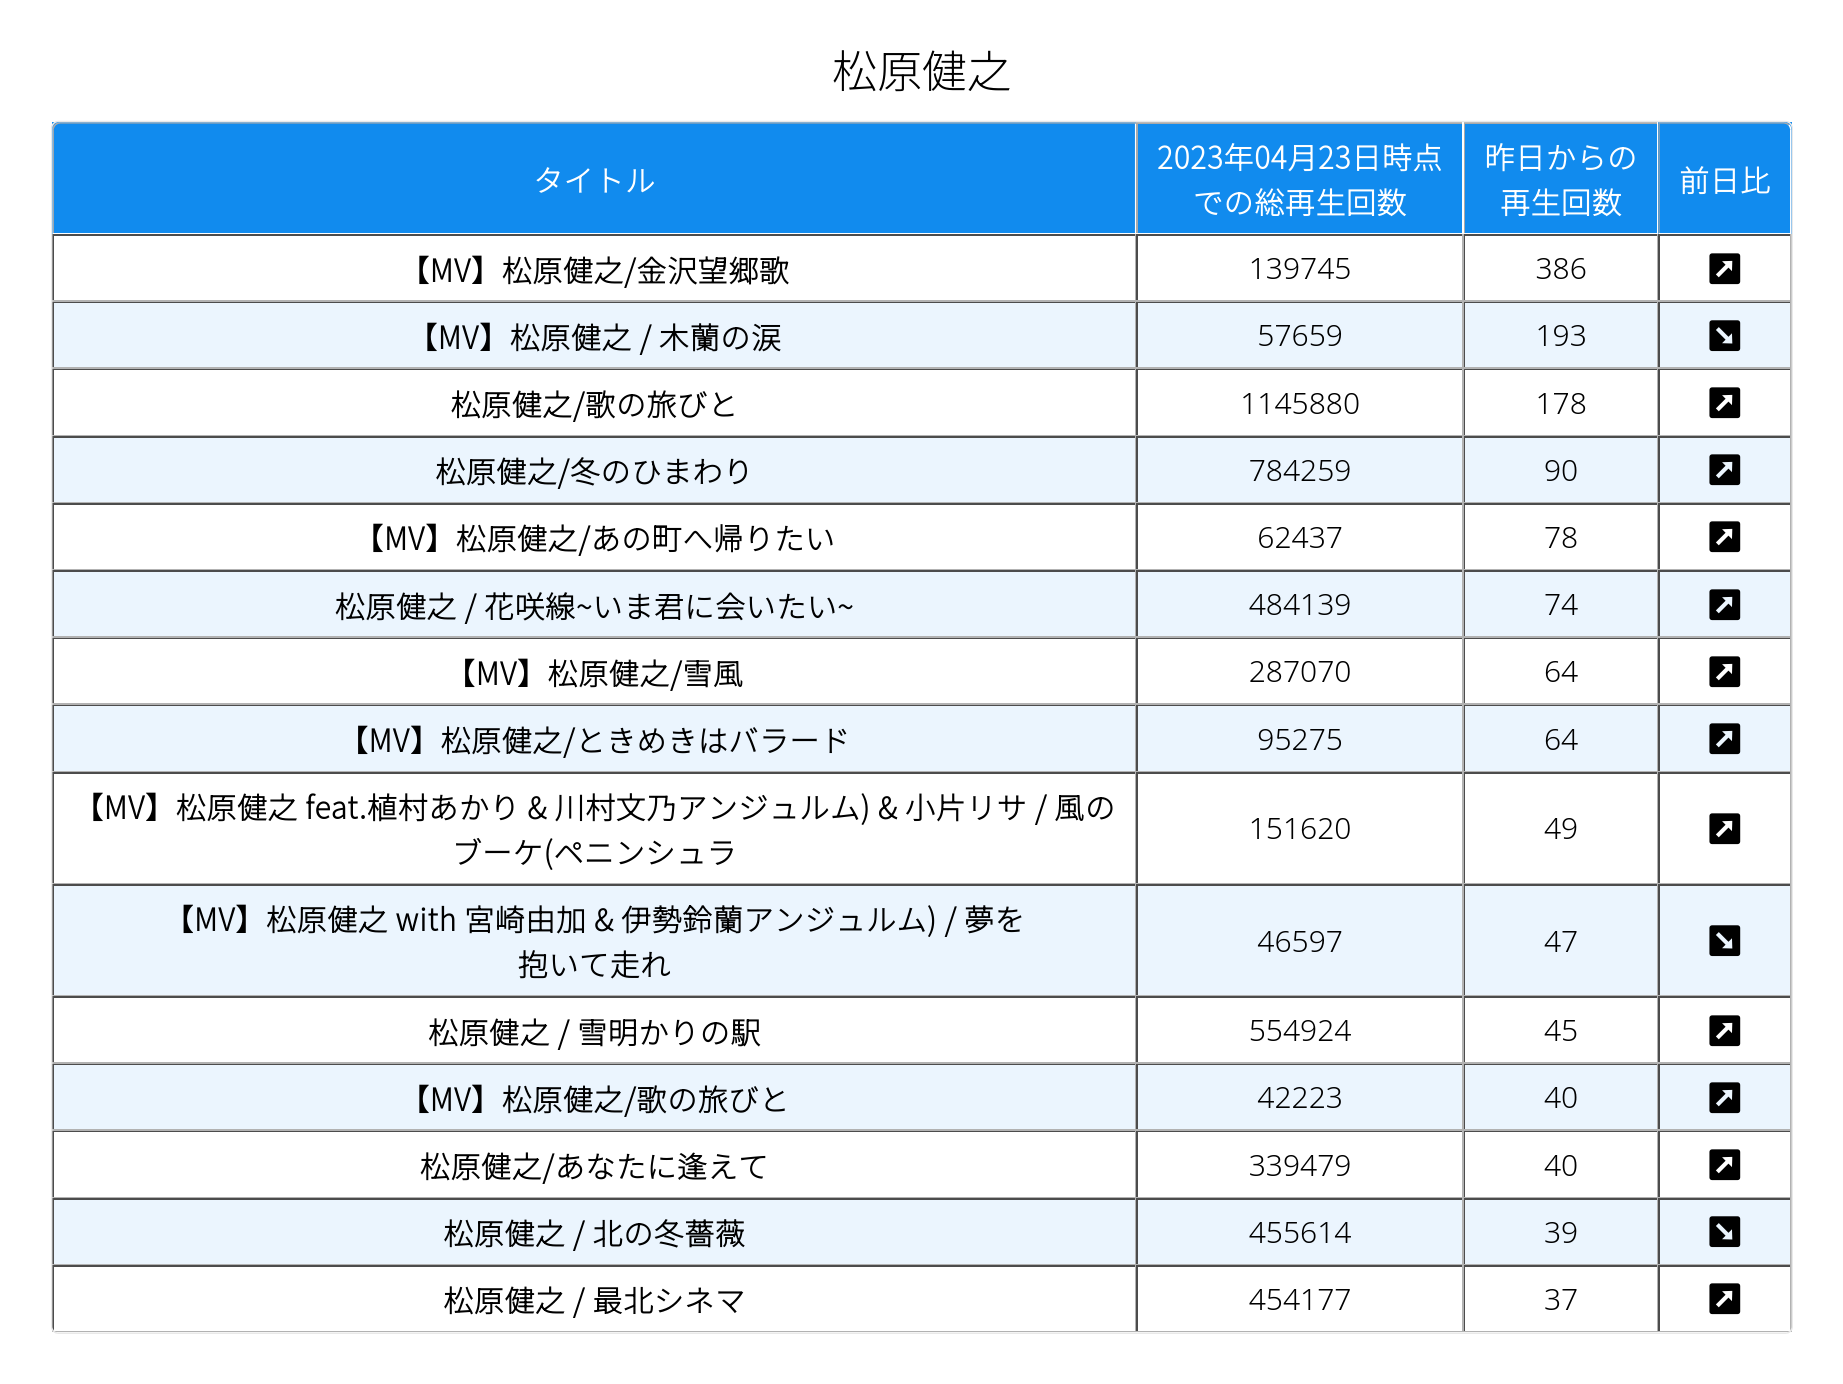 松原健之
タイトル
2023年04月23日時点
での総再生回数
昨日からの
再生回数
前日比
【MV】松原健之/金沢望郷歌 139745 386
【MV】松原健之 / 木蘭の涙 57659 193
松原健之/歌の旅びと 1145880 178
松原健之/冬のひまわり 784259 90
【MV】松原健之/あの町へ帰りたい 62437 78
松原健之 / 花咲線~いま君に会いたい~ 484139 74
【MV】松原健之/雪風 287070 64
【MV】松原健之/ときめきはバラード 95275 64
【MV】松原健之 feat.植村あかり & 川村文乃アンジュルム) & 小片リサ / 風の
ブーケ(ペニンシュラ
151620 49
【MV】松原健之 with 宮崎由加 & 伊勢鈴蘭アンジュルム) / 夢を
抱いて走れ
46597 47
松原健之 / 雪明かりの駅 554924 45
【MV】松原健之/歌の旅びと 42223 40
松原健之/あなたに逢えて 339479 40
松原健之 / 北の冬薔薇 455614 39
松原健之 / 最北シネマ 454177 37